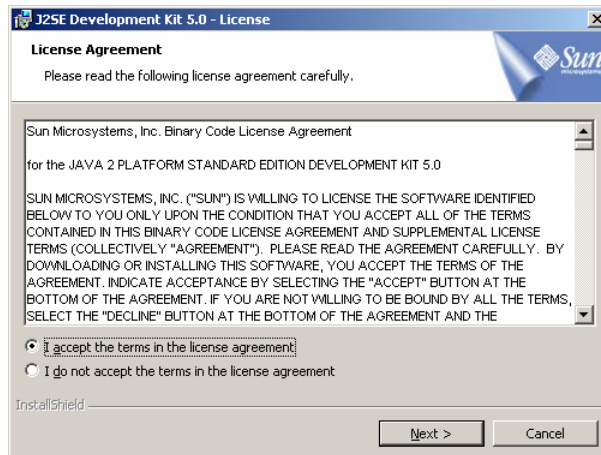 J2SE Development Kit 5.0 - License
License Agreement
Please read the following license agreement carefully.
Sun
microsystems
Sun Microsystems, Inc. Binary Code License Agreement
for the JAVA 2 PLATFORM STANDARD EDITION DEVELOPMENT KIT 5.0
SUN MICROSYSTEMS, INC. ("SUN") IS WILLING TO LICENSE THE SOFTWARE IDENTIFIED
BELOW TO YOU ONLY UPON THE CONDITION THAT YOU ACCEPT ALL OF THE TERMS
CONTAINED IN THIS BINARY CODE LICENSE AGREEMENT AND SUPPLEMENTAL LICENSE
TERMS (COLLECTIVELY "AGREEMENT"). PLEASE READ THE AGREEMENT CAREFULLY. BY
DOWNLOADING OR INSTALLING THIS SOFTWARE, YOU ACCEPT THE TERMS OF THE
AGREEMENT. INDICATE ACCEPTANCE BY SELECTING THE "ACCEPT" BUTTON AT THE
BOTTOM OF THE AGREEMENT. IF YOU ARE NOT WILLING TO BE BOUND BY ALL THE TERMS,
SELECT THE "DECLINE" BUTTON AT THE BOTTOM OF THE AGREEMENT AND THE
I accept the terms in the license agreement
I do not accept the terms in the license agreement
InstallShield
Next > Cancel